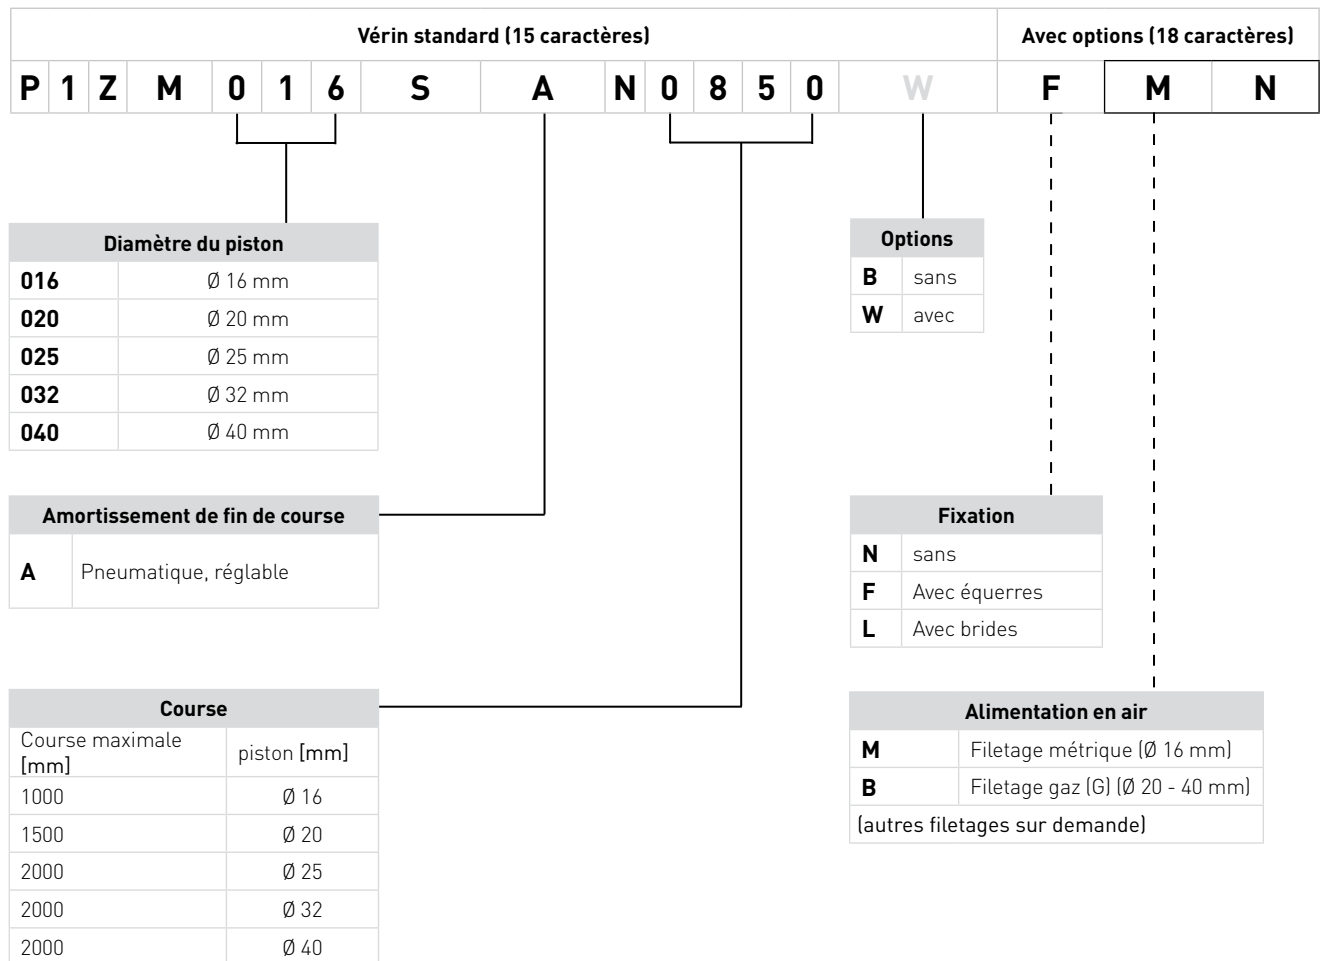 Vérin standard (15 caractères) Avec options (18 caractères)
P 1 Z M 0 1 6 S A N 0 8 5 0 W F M N
Diamètre du piston
016 Ø 16 mm
020 Ø 20 mm
025 Ø 25 mm
032 Ø 32 mm
040 Ø 40 mm
Options
B sans
W avec
Amortissement de fin de course
A Pneumatique, réglable
Fixation
N sans
F Avec équerres
L Avec brides
Course
Course maximale
[mm] piston [mm]
1000 Ø 16
1500 Ø 20
2000 Ø 25
2000 Ø 32
2000 Ø 40
Alimentation en air
M Filetage métrique (Ø 16 mm)
B Filetage gaz (G) (Ø 20 - 40 mm)
(autres filetages sur demande)